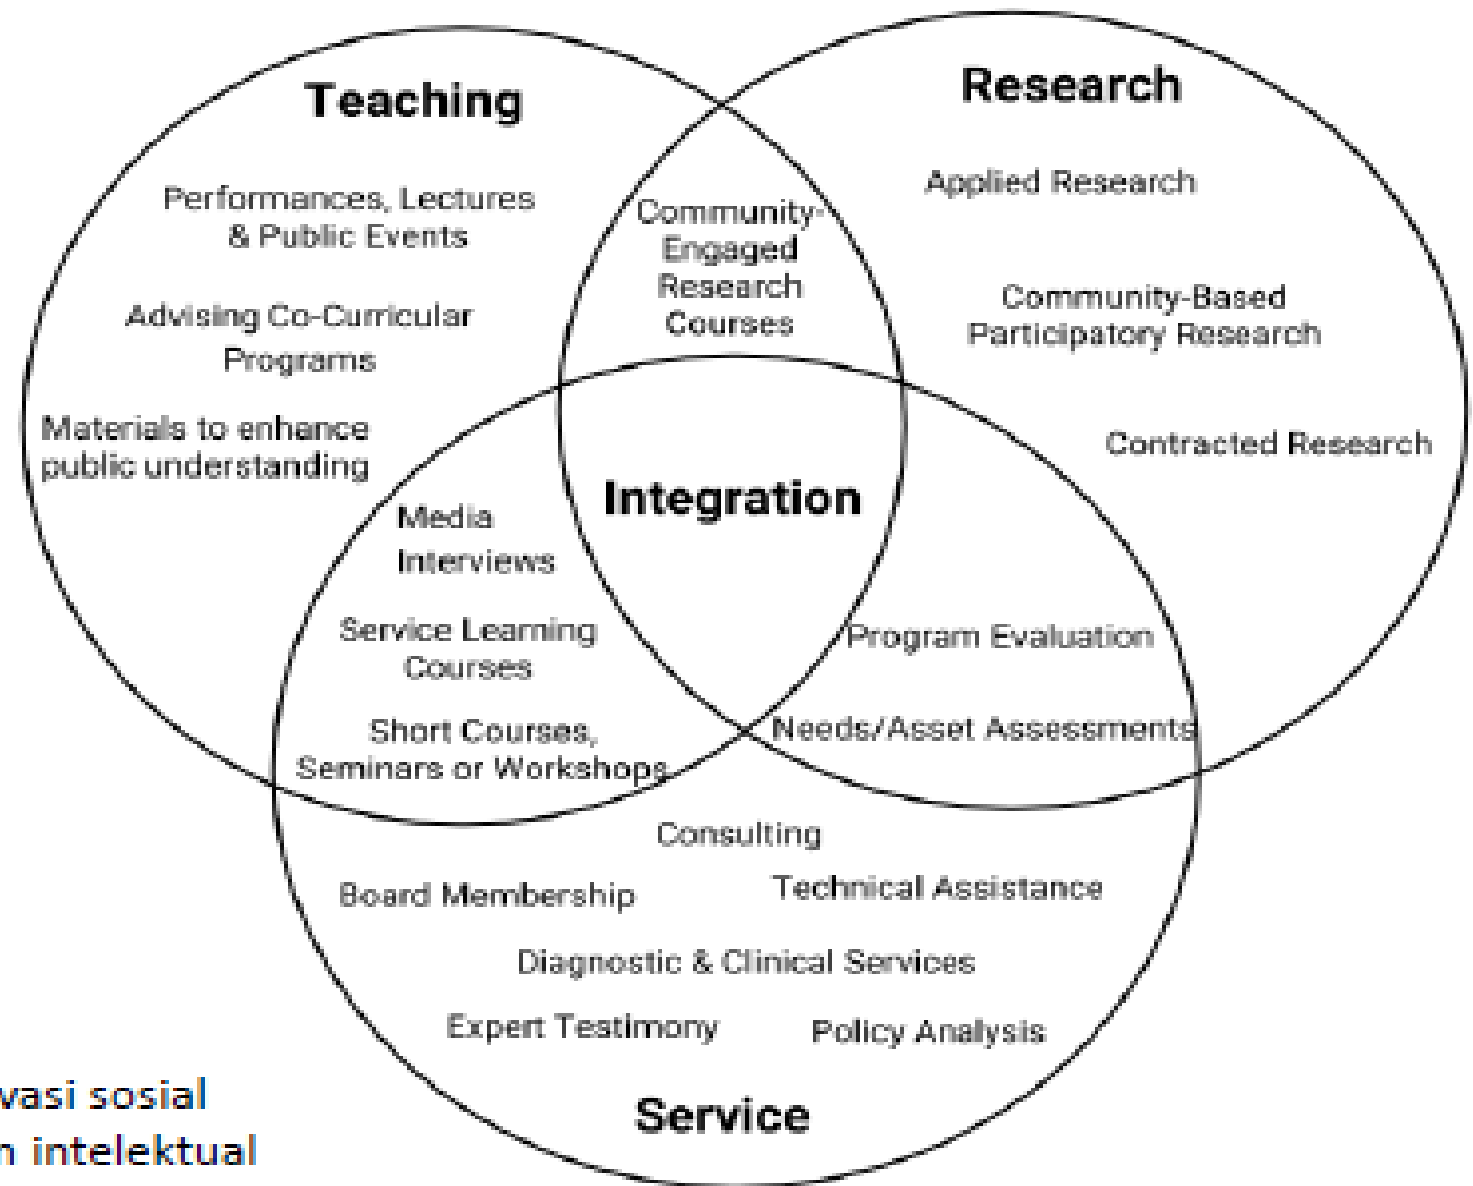 Teaching
Performances, Lectures
& Public Events
Advising Co-Curricular
Programs
Materials to enhance
public understanding
Research
Applied Research
Community-Based
Participatory Research
Contracted Research
Community-
Engaged
Research
Courses
Integration
Media
Interviews
Service Learning
Courses
Short Courses,
Seminars or Workshops
Program Evaluation
Needs/Asset Assessments
Consulting
Board Membership
Technical Assistance
Diagnostic & Clinical Services
Expert Testimony
Policy Analysis
Service
vasi sosial
n intelektual